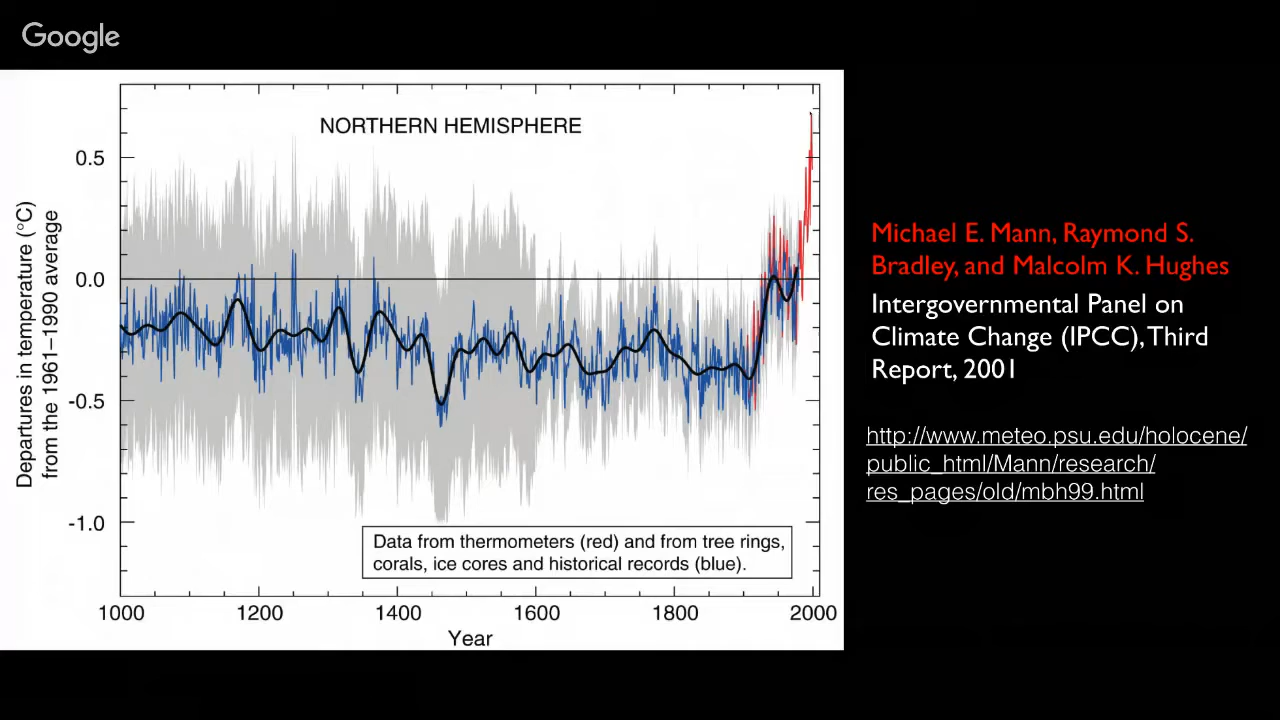 Google
NORTHERN HEMISPHERE
Departures in temperature (°C)
from the 1961–1990 average
0.5
0.0
-0.5
-1.0
Data from thermometers (red) and from tree rings,
corals, ice cores and historical records (blue).
1000
1200
1400
1600
1800
2000
Year
Michael E. Mann, Raymond S.
Bradley, and Malcolm K. Hughes
Intergovernmental Panel on
Climate Change (IPCC), Third
Report, 2001
http://www.meteo.psu.edu/holocene/
public_html/Mann/research/
res_pages/old/mbh99.html